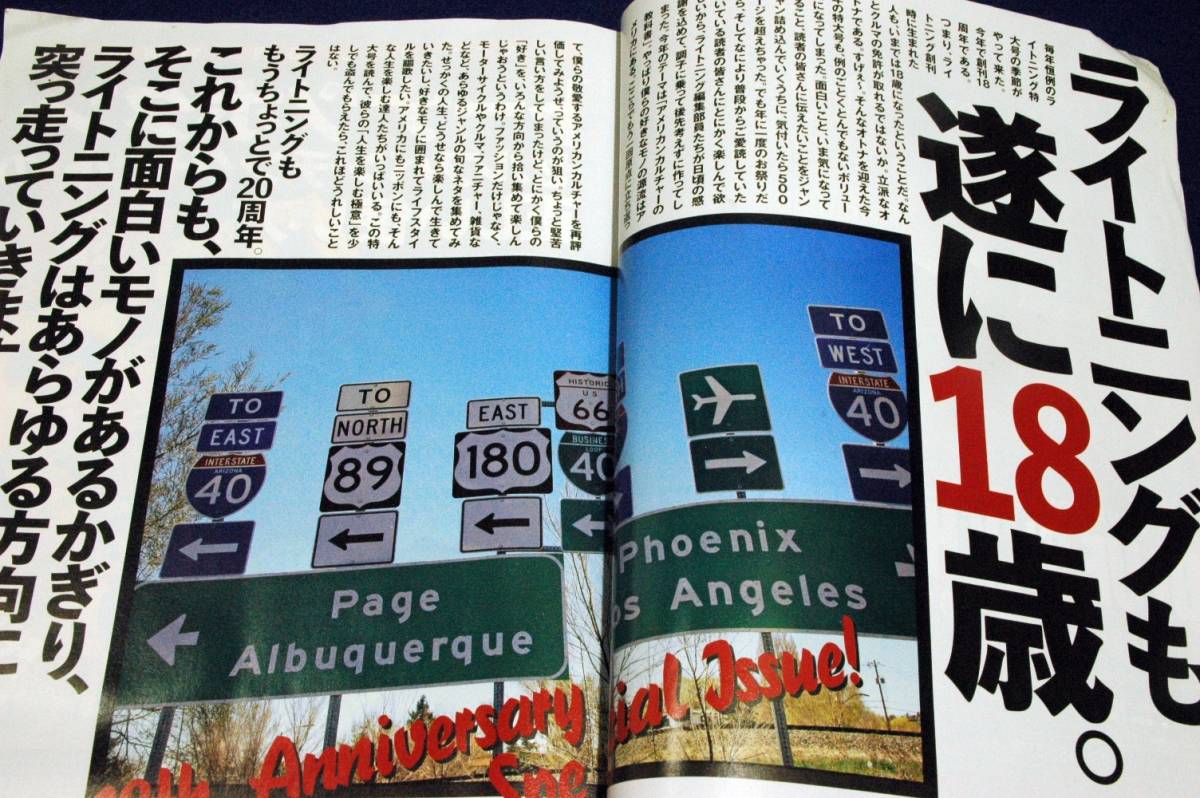 ライトニングも
遂に18歳。
毎年恒例のラ
イトニング特
大号の季節が
やって来た。
今年で創刊18
周年である。
つまり、ライ
トニング創刊
時に生まれた
人も、いまでは18歳になったということだ。なん
とクルマの免許が取れるではないか。立派なオ
トナである。すげぇ〜。そんなオトナを迎えた今
の特大号も、例のごとくとんでもないボリュー
になってしまった。面白いこと、いま気になって
ること、読者の皆さんに伝えたいことをジャン
ャン詰め込んでいくうちに、気付いたら500
ージを超えちゃった。でも年に一度のお祭りだ
ら、そしてなにより普段からご愛読していた
いている読者の皆さんにとにかく楽しんで欲
しいから、ライトニング編集部員たちが日頃の感
謝を込めて、調子に乗って後先考えずに作ってし
まった。今年のテーマは「アメリカンカルチャーの
教科書」。やっぱり僕らの好きなモノの源流はア
メリカにある。ここらでもう一回原点に立ち返っ
て、僕らの敬愛するアメリカンカルチャーを再評
価してみようぜ、っていうのが狙い。ちょっと堅苦
しい言い方をしてしまったけど、とにかく僕らの
「好き」を、いろんな方向から拾い集めて楽しん
じゃおうというわけ。ファッションだけじゃなく、
モーターサイクルやクルマ、ファニチャー、雑貨な
どなど、あらゆるジャンルの旬なネタを集めてみ
た。せっかくの人生、どうせなら楽しんで生きて
いきたいし、好きなモノに囲まれてライフスタイ
ルを謳歌したい。アメリカにもニッポンにも、そん
な人生を楽しむ達人たちがいっぱいいる。この特
大号を読んで、彼らの「人生を楽しむ極意」を少
しでも盗んでもらえたら、これほどうれしいこと
はない。
ライトニングも
もうちょっとで20周年。
これからも、
そこに面白いモノがあるかぎり、
ライトニングはあらゆる方向に
突っ走っていきま
TO
EAST
INTERSTATE
ARIZONA
40
TO
NORTH
89
EAST
180
HISTORIC
US
66
BUSINESS
LOOP
40
TO
WEST
INTERSTATE
ARIZONA
40
Page
Albuquerque
Phoenix
os Angeles
th Anniversary
Spe
cial Issue!